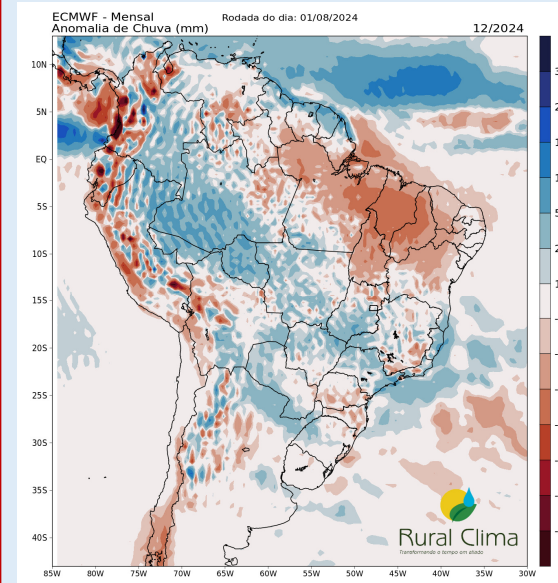 ECMWF - Mensal
Rodada do dia: 01/08/2024
Anomalia de Chuva (mm)
12/2024
10N
5N
EQ
5S
10S
15S
20S
25S
30S
35S
40S
85W 80W 75W 70W 65W 60W 55W 50W 45W 40W 35W 30W
Rural Clima
Transformando o tempo em aliado